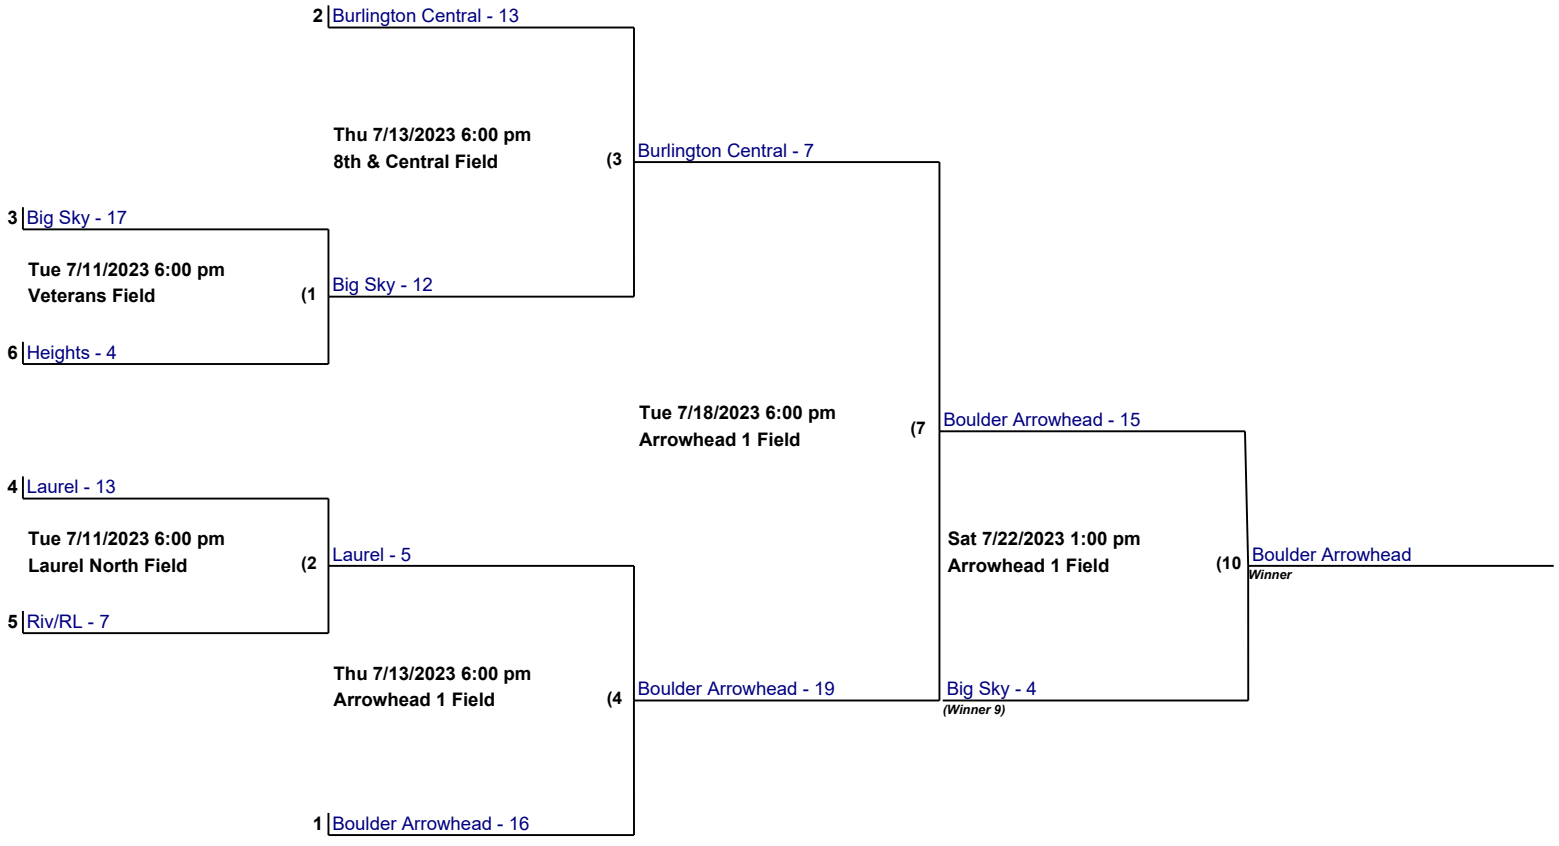 2 Burlington Central - 13
Thu 7/13/2023 6:00 pm
8th & Central Field
(3
Burlington Central - 7
3 Big Sky - 17
Tue 7/11/2023 6:00 pm
Veterans Field
(1
Big Sky - 12
6 Heights - 4
Tue 7/18/2023 6:00 pm
Arrowhead 1 Field
(7
Boulder Arrowhead - 15
4 Laurel - 13
Tue 7/11/2023 6:00 pm
Laurel North Field
(2
Laurel - 5
Sat 7/22/2023 1:00 pm
Arrowhead 1 Field
(10
Boulder Arrowhead
Winner
5 Riv/RL - 7
Thu 7/13/2023 6:00 pm
Arrowhead 1 Field
(4
Boulder Arrowhead - 19
Big Sky - 4
(Winner 9)
1 Boulder Arrowhead - 16